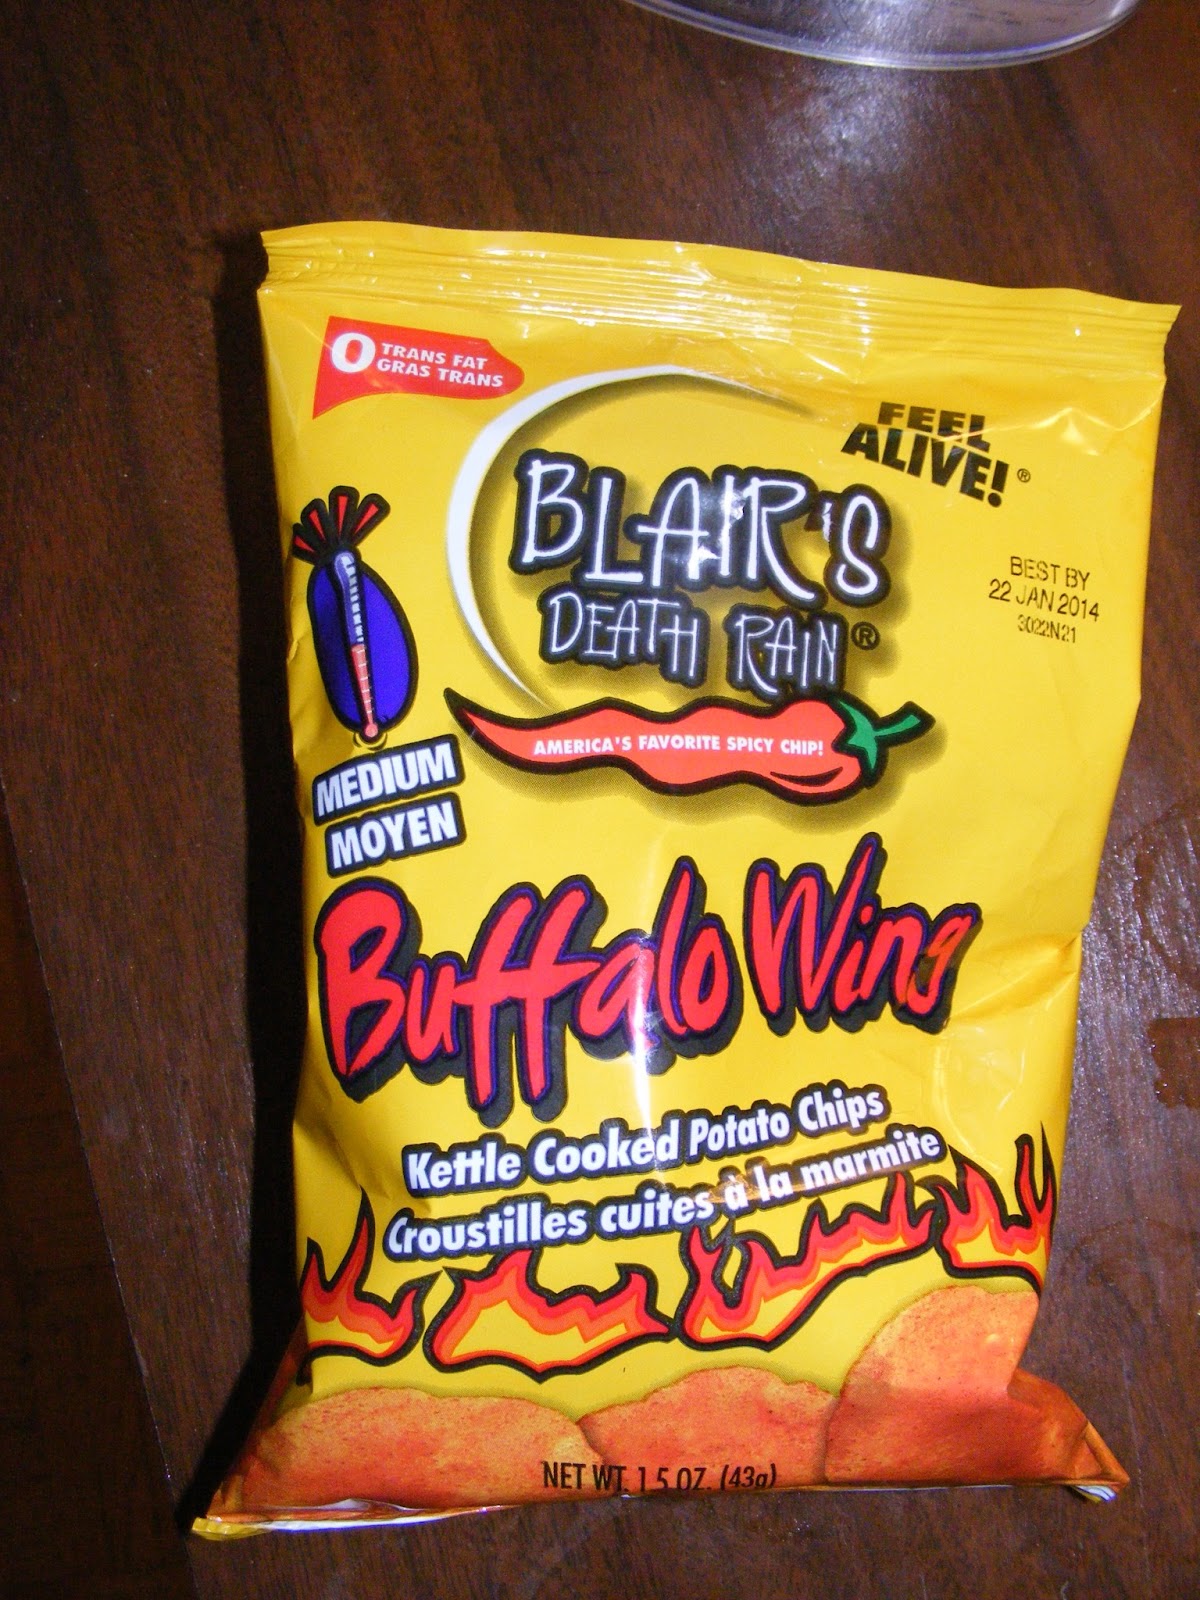 0 TRANS FAT
GRAS TRANS
FEEL
ALIVE!®
BLAIR'S
DEATH RAIN®
BEST BY
22 JAN 2014
3022N21
AMERICA'S FAVORITE SPICY CHIP!
MEDIUM
MOYEN
Buffalo Wing
Kettle Cooked Potato Chips
Croustilles cuites à la marmite
NET WT. 1.5 OZ. (43g)